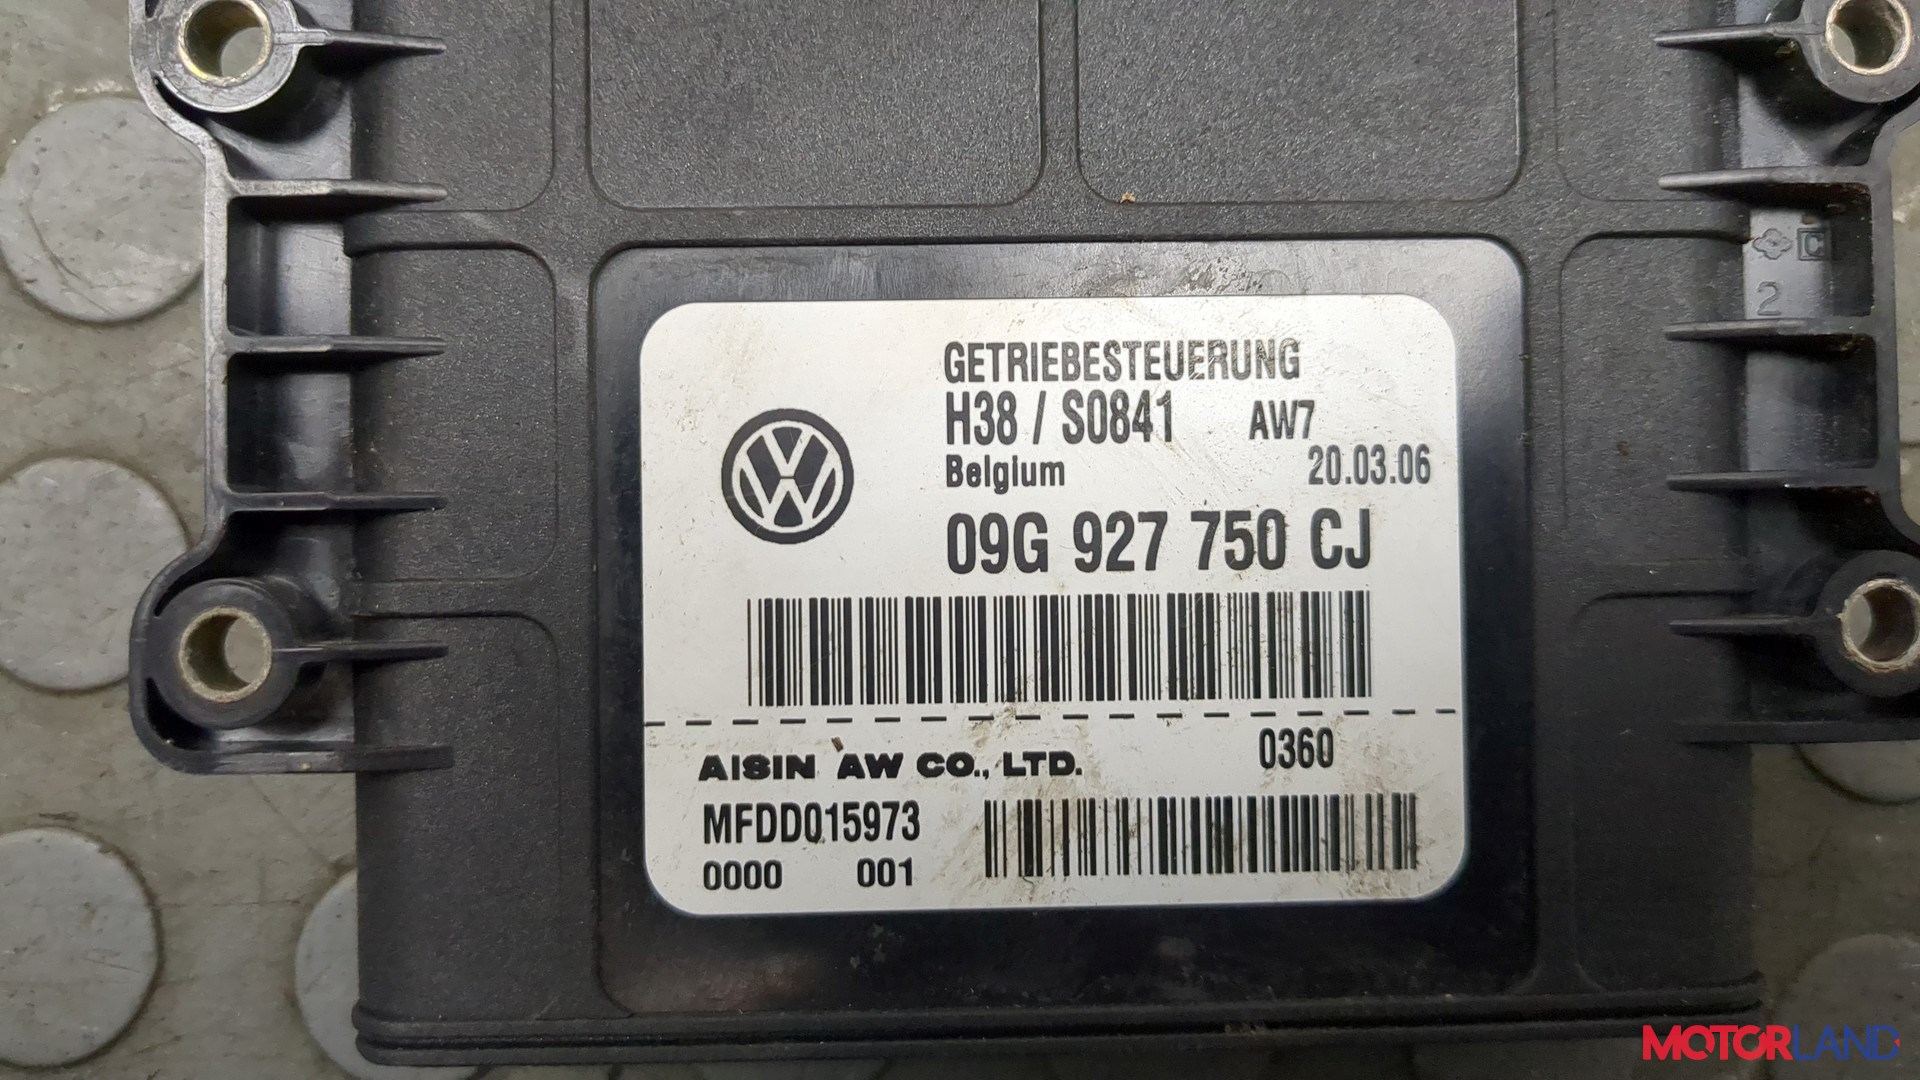 GETRIEBESTEUERUNG
H38 / S0841 AW7
Belgium 20.03.06
09G 927 750 CJ
AISIN AW CO., LTD. 0360
MFDD015973
0000 001
C
2
MOTORLAND